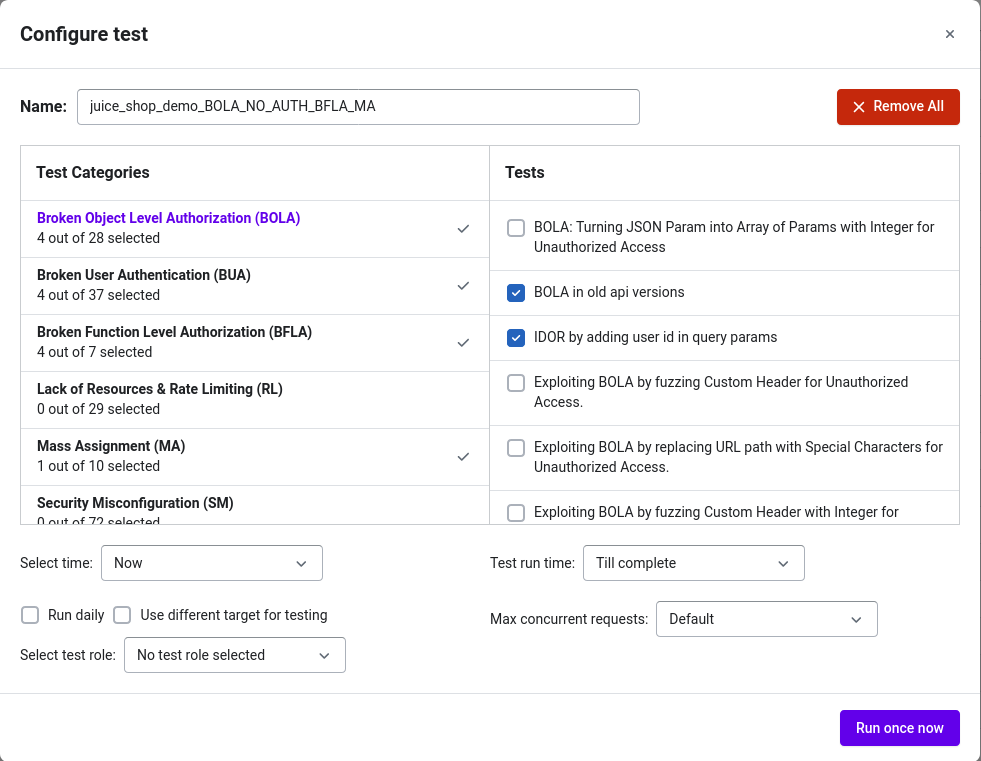 Configure test
Name:
juice_shop_demo_BOLA_NO_AUTH_BFLA_MA
Remove All
Test Categories
Broken Object Level Authorization (BOLA)
4 out of 28 selected
Broken User Authentication (BUA)
4 out of 37 selected
Broken Function Level Authorization (BFLA)
4 out of 7 selected
Lack of Resources & Rate Limiting (RL)
0 out of 29 selected
Mass Assignment (MA)
1 out of 10 selected
Security Misconfiguration (SM)
0 out of 72 selected
Tests
BOLA: Turning JSON Param into Array of Params with Integer for
Unauthorized Access
BOLA in old api versions
IDOR by adding user id in query params
Exploiting BOLA by fuzzing Custom Header for Unauthorized
Access.
Exploiting BOLA by replacing URL path with Special Characters for
Unauthorized Access.
Exploiting BOLA by fuzzing Custom Header with Integer for
Select time:
Now
Test run time:
Till complete
Run daily
Use different target for testing
Max concurrent requests:
Default
Select test role:
No test role selected
Run once now